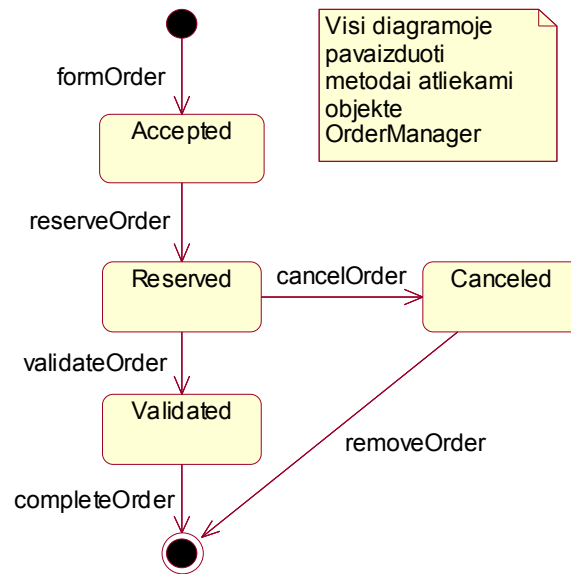 Visi diagramoje
pavaizduoti
metodai atliekami
objekte
OrderManager
formOrder
Accepted
reserveOrder
Reserved
cancelOrder
Canceled
validateOrder
Validated
removeOrder
completeOrder